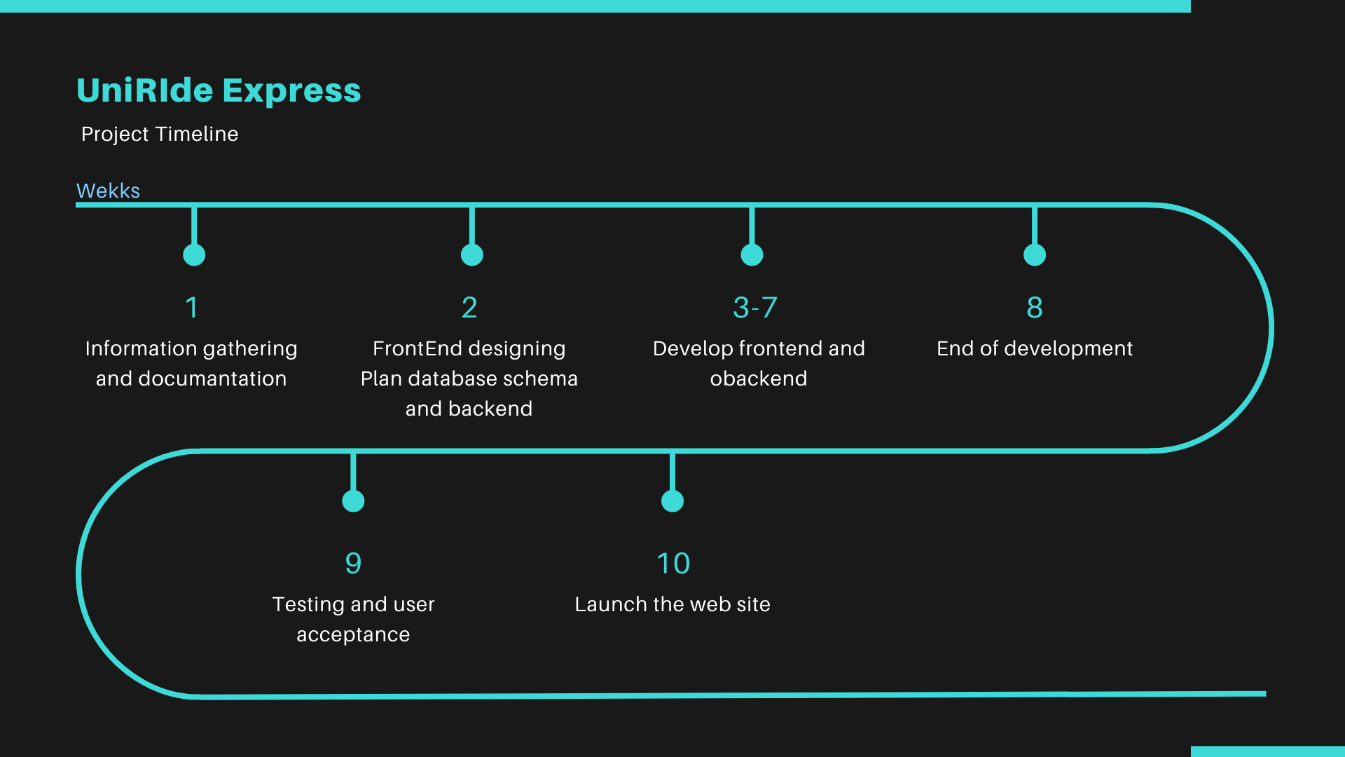 UniRIde Express
Project Timeline
Wekks
1
Information gathering
and documantation
2
FrontEnd designing
Plan database schema
and backend
3-7
Develop frontend and
obackend
8
End of development
9
Testing and user
acceptance
10
Launch the web site